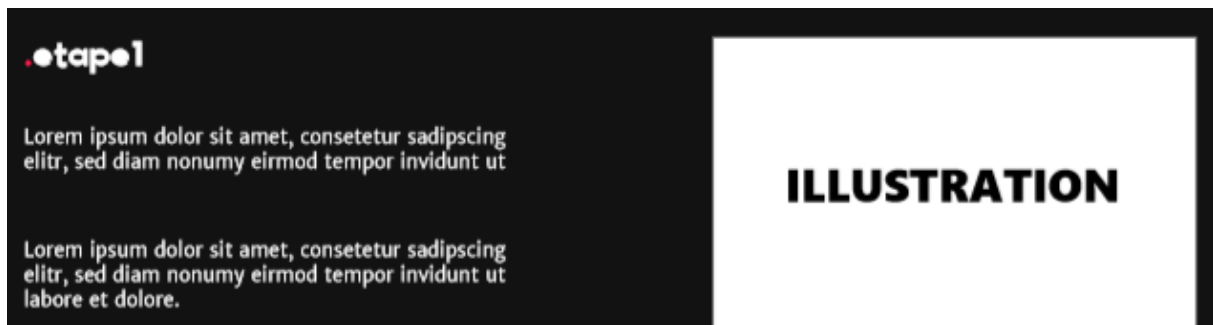 .etape1
Lorem ipsum dolor sit amet, consetetur sadipscing
elitr, sed diam nonumy eirmod tempor invidunt ut
Lorem ipsum dolor sit amet, consetetur sadipscing
elitr, sed diam nonumy eirmod tempor invidunt ut
labore et dolore.
ILLUSTRATION